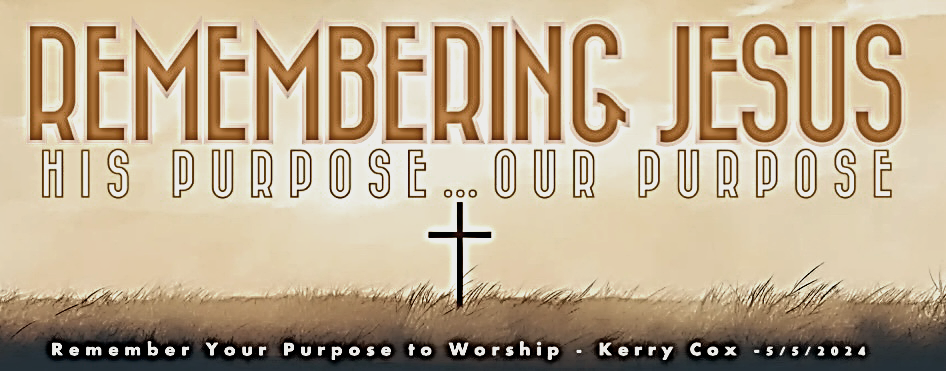 REMEMBERING JESUS
HIS PURPOSE...OUR PURPOSE
Remember Your Purpose to Worship - Kerry Cox -5/5/2024